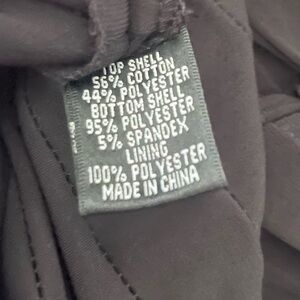 TOP SHELL
56% COTTON
44% POLYESTER
BOTTOM SHELL
95% POLYESTER
5% SPANDEX
LINING
100% POLYESTER
MADE IN CHINA